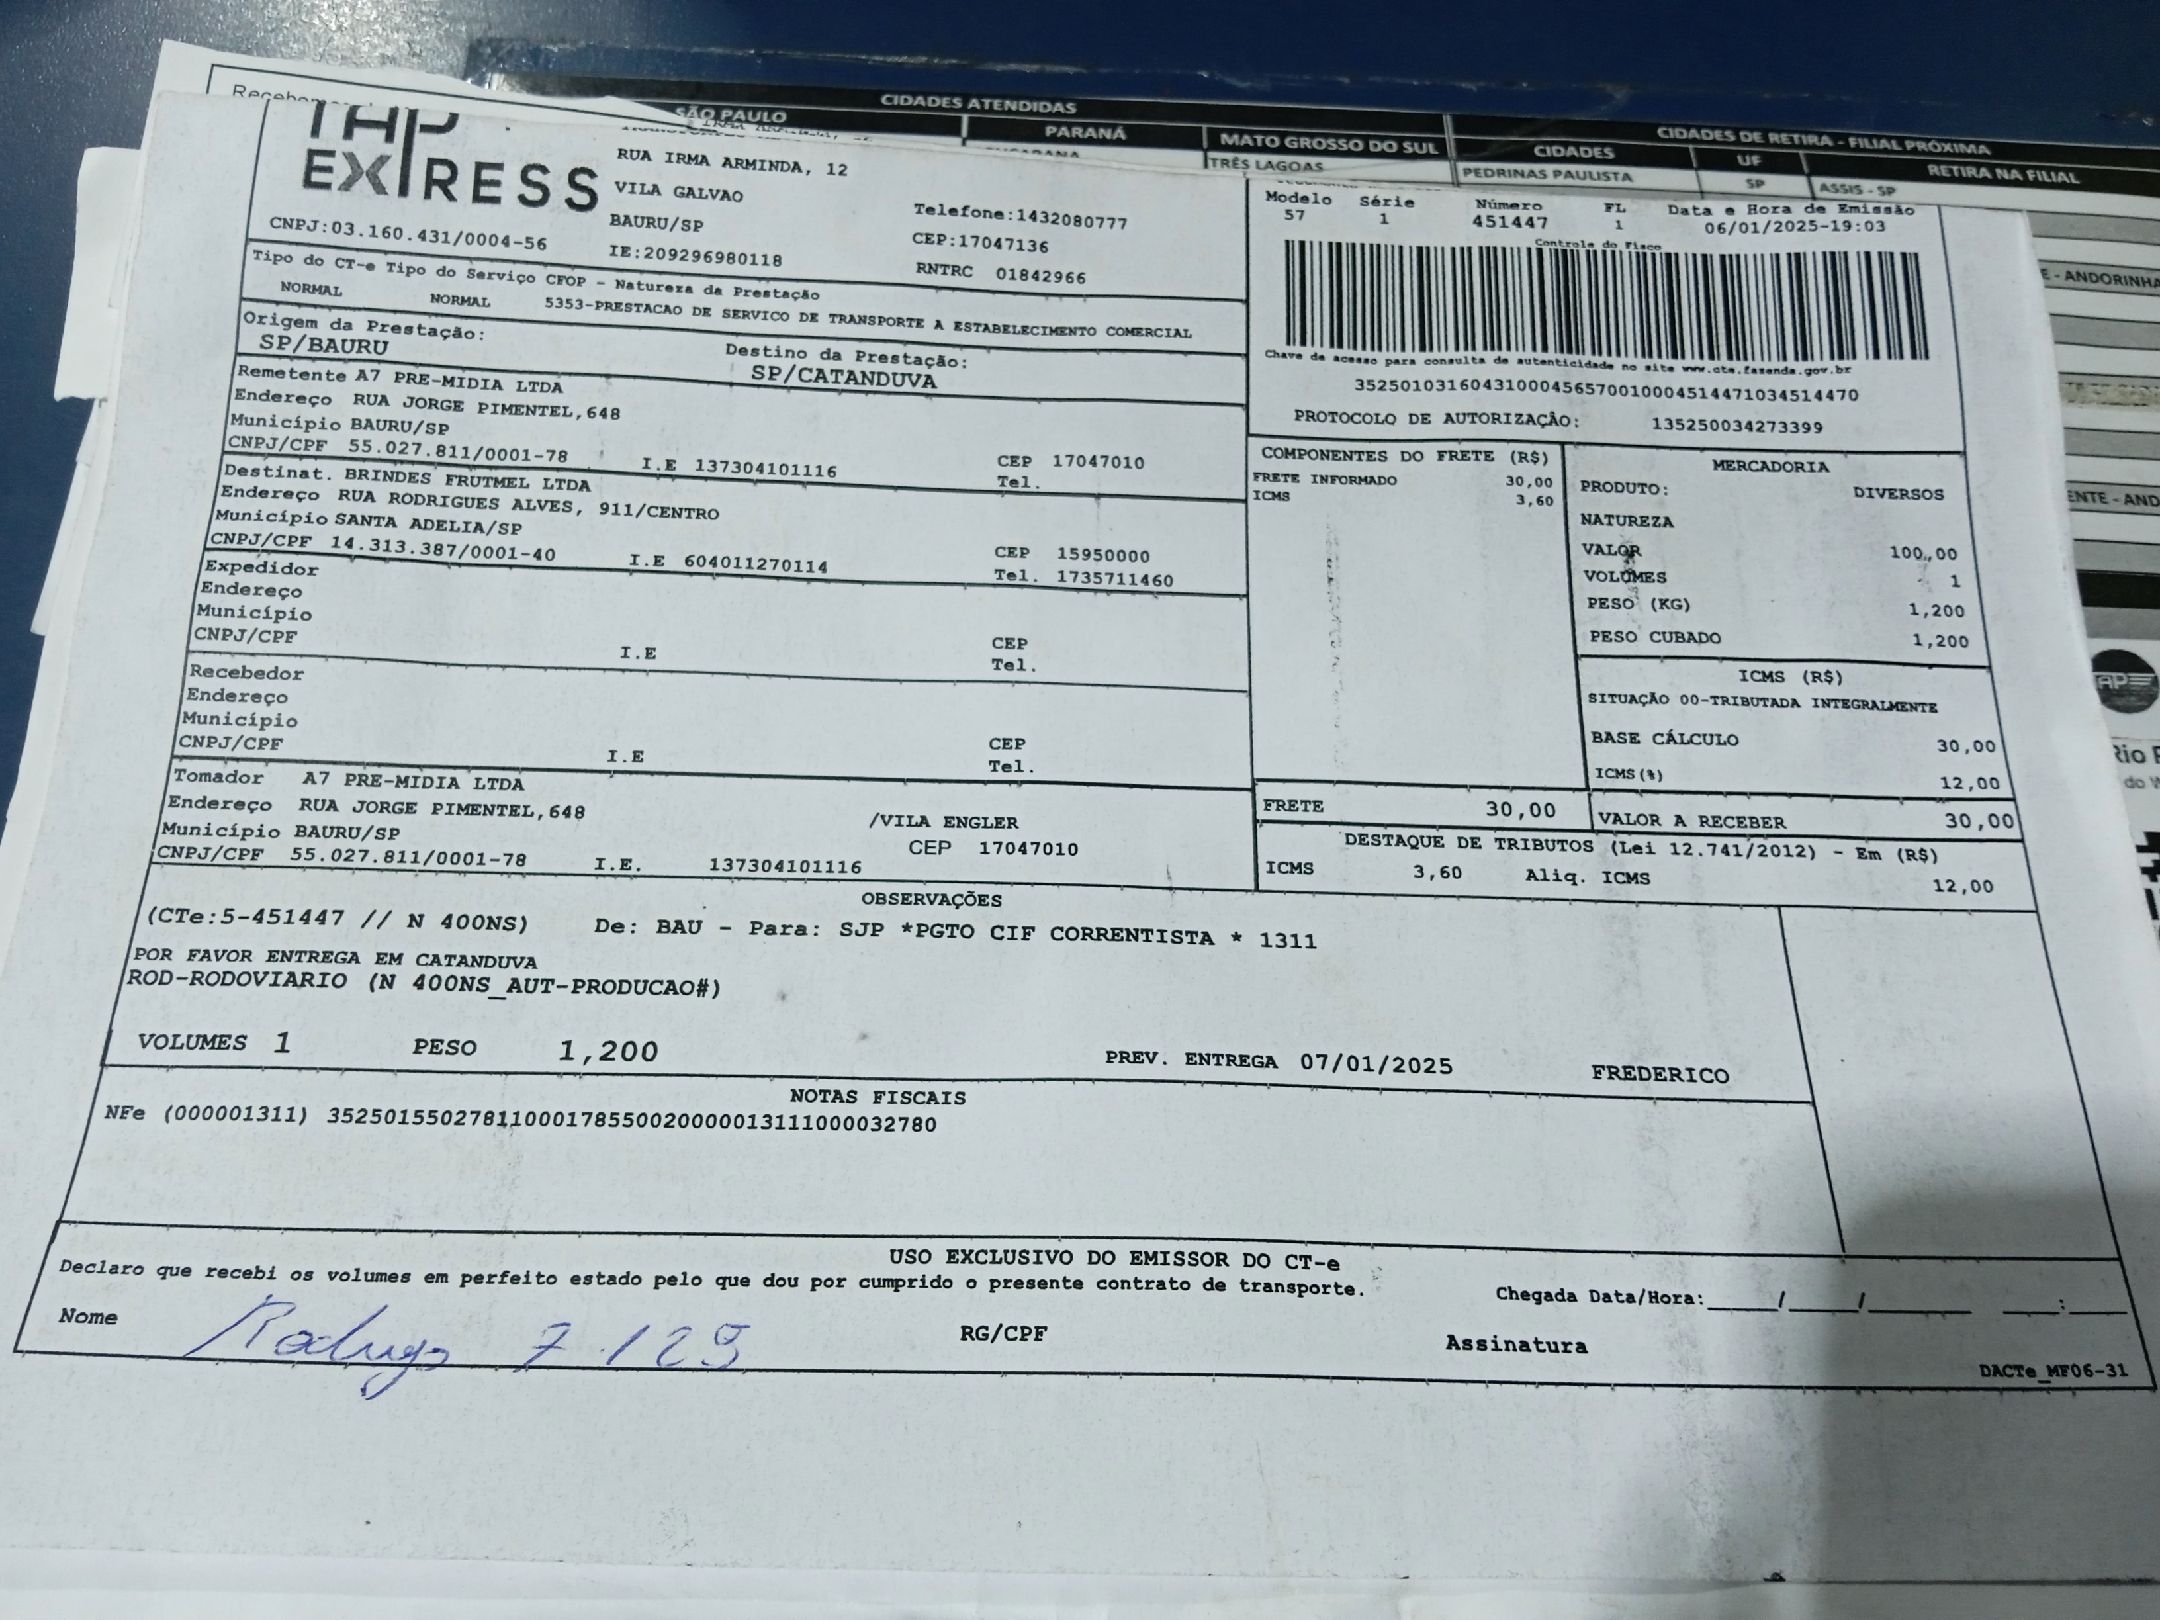 CIDADES ATENDIDAS
SÃO PAULO
PARANÁ
MATO GROSSO DO SUL
TRÊS LAGOAS
CIDADES DE RETIRA - FILIAL PRÓXIMA
CIDADES UF RETIRA NA FILIAL
PEDRINAS PAULISTA SP ASSIS - SP
E - ANDORINHA
ENTE - AND
TAP
EXPRESS
RUA IRMA ARMINDA, 12
VILA GALVAO
BAURU/SP
IE:209296980118
Telefone:1432080777
CEP:17047136
RNTRC 01842966
CNPJ:03.160.431/0004-56
Modelo Série Número FL Data e Hora de Emissão
57 1 451447 1 06/01/2025-19:03
Controle do Fisco
Chave de acesso para consulta de autenticidade no site www.cte.fazenda.gov.br
35250103160431000456570010004514471034514470
PROTOCOLO DE AUTORIZAÇÃO: 135250034273399
Tipo do CT-e Tipo do Serviço CFOP - Natureza da Prestação
NORMAL NORMAL 5353-PRESTACAO DE SERVICO DE TRANSPORTE A ESTABELECIMENTO COMERCIAL
Origem da Prestação: Destino da Prestação:
SP/BAURU SP/CATANDUVA
Remetente A7 PRE-MIDIA LTDA
Endereço RUA JORGE PIMENTEL,648
Município BAURU/SP CEP 17047010
CNPJ/CPF 55.027.811/0001-78 I.E 137304101116 Tel.
Destinat. BRINDES FRUTMEL LTDA
Endereço RUA RODRIGUES ALVES, 911/CENTRO
Município SANTA ADELIA/SP CEP 15950000
CNPJ/CPF 14.313.387/0001-40 I.E 604011270114 Tel. 1735711460
Expedidor
Endereço
Município CEP
CNPJ/CPF I.E Tel.
Recebedor
Endereço
Município CEP
CNPJ/CPF I.E Tel.
Tomador A7 PRE-MIDIA LTDA
Endereço RUA JORGE PIMENTEL,648 /VILA ENGLER
Município BAURU/SP CEP 17047010
CNPJ/CPF 55.027.811/0001-78 I.E. 137304101116
COMPONENTES DO FRETE (R$)
FRETE INFORMADO 30,00
ICMS 3,60
MERCADORIA
PRODUTO: DIVERSOS
NATUREZA
VALOR 100,00
VOLUMES 1
PESO (KG) 1,200
PESO CUBADO 1,200
ICMS (R$)
SITUAÇÃO 00-TRIBUTADA INTEGRALMENTE
BASE CÁLCULO 30,00
ICMS(%) 12,00
FRETE 30,00 VALOR A RECEBER 30,00
DESTAQUE DE TRIBUTOS (Lei 12.741/2012) - Em (R$)
ICMS 3,60 Aliq. ICMS 12,00
OBSERVAÇÕES
(CTe:5-451447 // N 400NS) De: BAU - Para: SJP *PGTO CIF CORRENTISTA * 1311
POR FAVOR ENTREGA EM CATANDUVA
ROD-RODOVIARIO (N 400NS_AUT-PRODUCAO#)
VOLUMES 1 PESO 1,200 PREV. ENTREGA 07/01/2025 FREDERICO
NOTAS FISCAIS
NFe (000001311) 35250155027811000178550020000013111000032780
USO EXCLUSIVO DO EMISSOR DO CT-e
Declaro que recebi os volumes em perfeito estado pelo que dou por cumprido o presente contrato de transporte.
Chegada Data/Hora:____/____/______ ____:____
Nome Rodrigo 7 1 25 RG/CPF Assinatura
DACTe_MF06-31